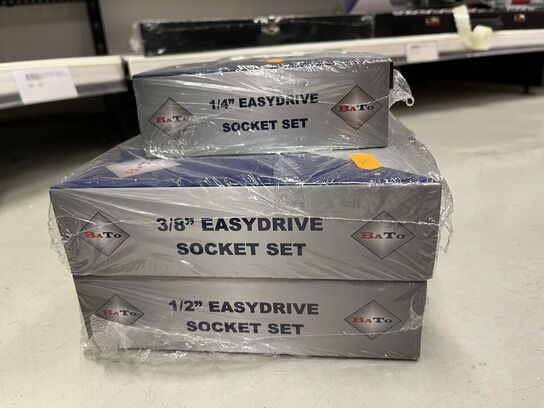 1/4” EASYDRIVE
SOCKET SET
BATO
BATO
3/8” EASYDRIVE
SOCKET SET
BATO
BATO
1/2” EASYDRIVE
SOCKET SET
BATO
BATO